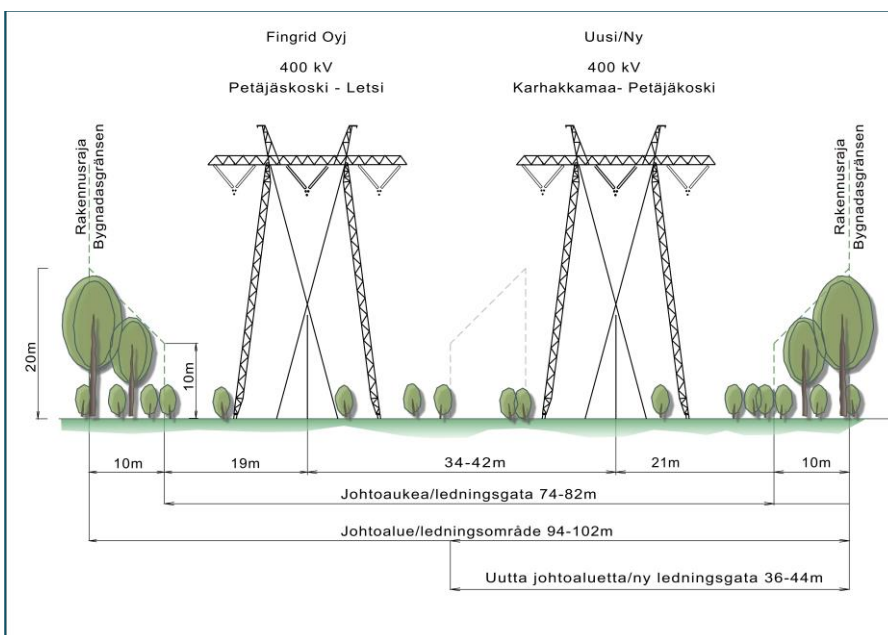 Fingrid Oyj
400 kV
Petäjäskoski - Letsi
Uusi/Ny
400 kV
Karhakkamaa- Petäjäkoski
Rakennusraja
Bygnadasgränsen
Rakennusraja
Bygnadasgränsen
20m
10m
10m
19m
34-42m
21m
10m
Johtoaukea/ledningsgata 74-82m
Johtoalue/ledningsområde 94-102m
Uutta johtoaluetta/ny ledningsgata 36-44m